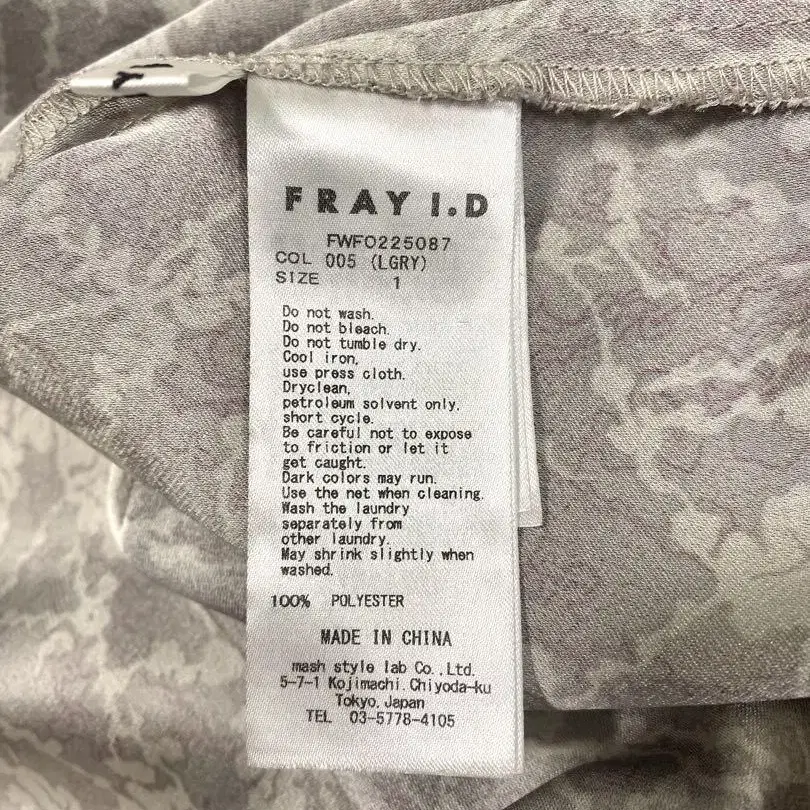 FRAY I.D
FWFO225087
COL 005 (LGRY)
SIZE 1
Do not wash.
Do not bleach.
Do not tumble dry.
Cool iron,
use press cloth.
Dryclean,
petroleum solvent only,
short cycle.
Be careful not to expose
to friction or let it
get caught.
Dark colors may run.
Use the net when cleaning.
Wash the laundry
separately from
other laundry.
May shrink slightly when
washed.
100% POLYESTER
MADE IN CHINA
mash style lab Co.,Ltd.
5-7-1 Kojimachi.Chiyoda-ku
Tokyo,Japan
TEL 03-5778-4105